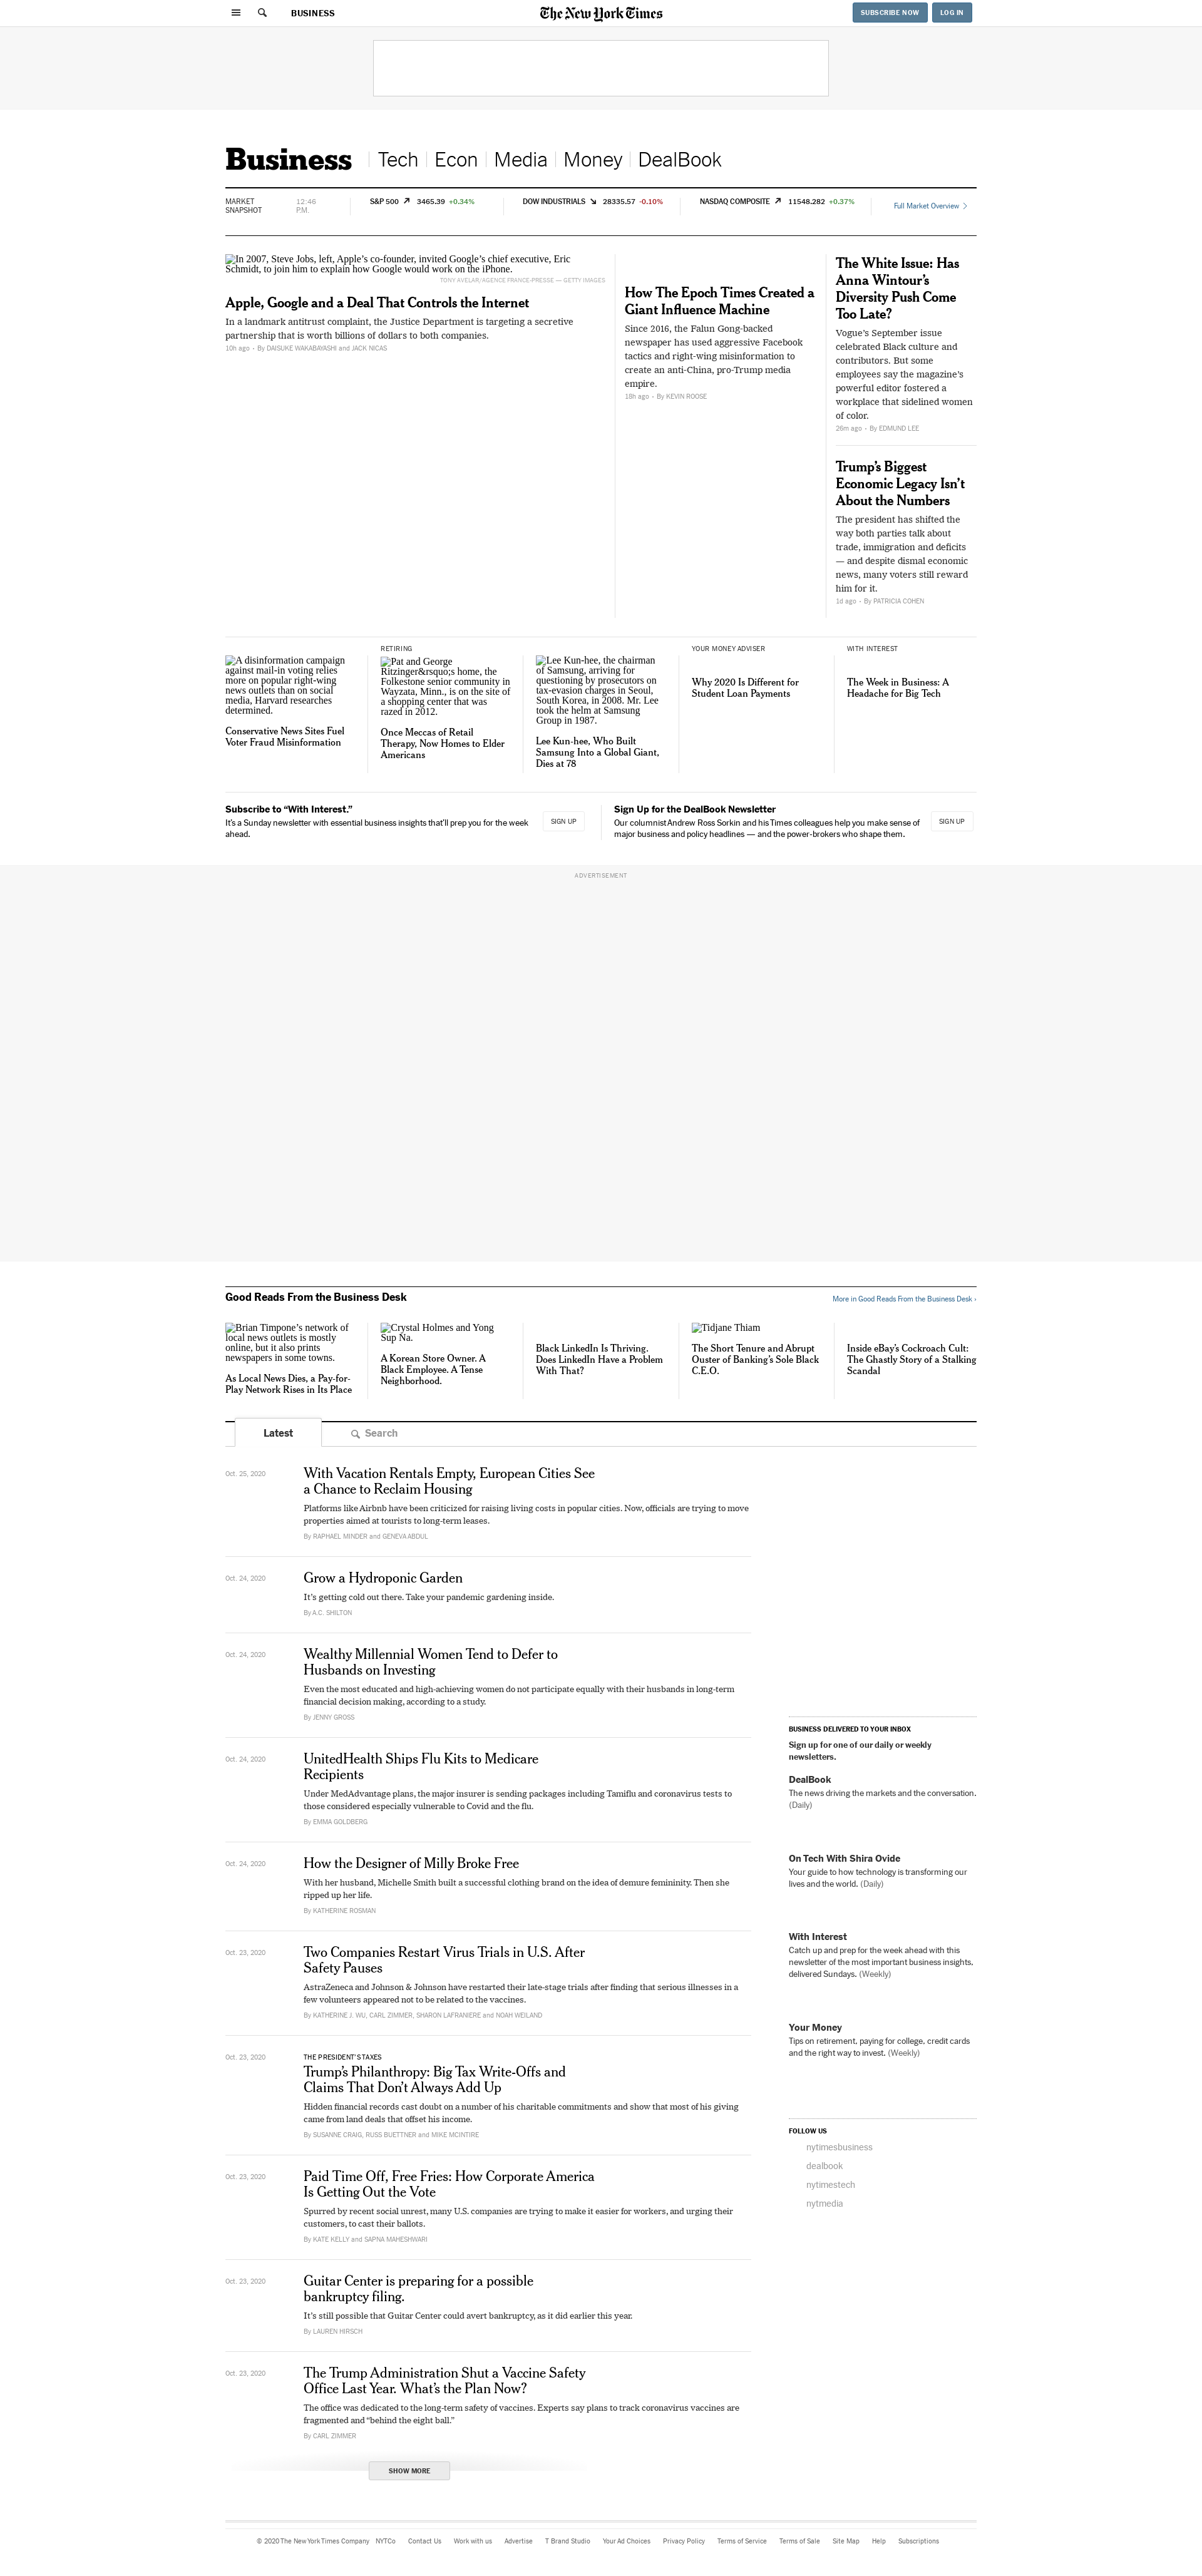 BUSINESS
The New York Times
SUBSCRIBE NOW
LOG IN
Business
Tech
Econ
Media
Money
DealBook
MARKET
SNAPSHOT
12:46
P.M.
S&P 500 3465.39 +0.34%
DOW INDUSTRIALS 28335.57 -0.10%
NASDAQ COMPOSITE 11548.282 +0.37%
Full Market Overview
In 2007, Steve Jobs, left, Apple’s co-founder, invited Google’s chief executive, Eric
Schmidt, to join him to explain how Google would work on the iPhone.
TONY AVELAR/AGENCE FRANCE-PRESSE — GETTY IMAGES
Apple, Google and a Deal That Controls the Internet
In a landmark antitrust complaint, the Justice Department is targeting a secretive
partnership that is worth billions of dollars to both companies.
10h ago - By DAISUKE WAKABAYASHI and JACK NICAS
How The Epoch Times Created a
Giant Influence Machine
Since 2016, the Falun Gong-backed
newspaper has used aggressive Facebook
tactics and right-wing misinformation to
create an anti-China, pro-Trump media
empire.
18h ago - By KEVIN ROOSE
The White Issue: Has
Anna Wintour’s
Diversity Push Come
Too Late?
Vogue’s September issue
celebrated Black culture and
contributors. But some
employees say the magazine’s
powerful editor fostered a
workplace that sidelined women
of color.
26m ago - By EDMUND LEE
Trump’s Biggest
Economic Legacy Isn’t
About the Numbers
The president has shifted the
way both parties talk about
trade, immigration and deficits
— and despite dismal economic
news, many voters still reward
him for it.
1d ago - By PATRICIA COHEN
A disinformation campaign
against mail-in voting relies
more on popular right-wing
news outlets than on social
media, Harvard researches
determined.
Conservative News Sites Fuel
Voter Fraud Misinformation
RETIRING
Pat and George
Ritzinger&rsquo;s home, the
Folkestone senior community in
Wayzata, Minn., is on the site of
a shopping center that was
razed in 2012.
Once Meccas of Retail
Therapy, Now Homes to Elder
Americans
Lee Kun-hee, the chairman
of Samsung, arriving for
questioning by prosecutors on
tax-evasion charges in Seoul,
South Korea, in 2008. Mr. Lee
took the helm at Samsung
Group in 1987.
Lee Kun-hee, Who Built
Samsung Into a Global Giant,
Dies at 78
YOUR MONEY ADVISER
Why 2020 Is Different for
Student Loan Payments
WITH INTEREST
The Week in Business: A
Headache for Big Tech
Subscribe to “With Interest.”
It’s a Sunday newsletter with essential business insights that’ll prep you for the week
ahead.
SIGN UP
Sign Up for the DealBook Newsletter
Our columnist Andrew Ross Sorkin and his Times colleagues help you make sense of
major business and policy headlines — and the power-brokers who shape them.
SIGN UP
ADVERTISEMENT
Good Reads From the Business Desk
More in Good Reads From the Business Desk ›
Brian Timpone’s network of
local news outlets is mostly
online, but it also prints
newspapers in some towns.
As Local News Dies, a Pay-for-
Play Network Rises in Its Place
Crystal Holmes and Yong
Sup Na.
A Korean Store Owner. A
Black Employee. A Tense
Neighborhood.
Black LinkedIn Is Thriving.
Does LinkedIn Have a Problem
With That?
Tidjane Thiam
The Short Tenure and Abrupt
Ouster of Banking’s Sole Black
C.E.O.
Inside eBay’s Cockroach Cult:
The Ghastly Story of a Stalking
Scandal
Latest
Search
Oct. 25, 2020
With Vacation Rentals Empty, European Cities See
a Chance to Reclaim Housing
Platforms like Airbnb have been criticized for raising living costs in popular cities. Now, officials are trying to move
properties aimed at tourists to long-term leases.
By RAPHAEL MINDER and GENEVA ABDUL
Oct. 24, 2020
Grow a Hydroponic Garden
It’s getting cold out there. Take your pandemic gardening inside.
By A.C. SHILTON
Oct. 24, 2020
Wealthy Millennial Women Tend to Defer to
Husbands on Investing
Even the most educated and high-achieving women do not participate equally with their husbands in long-term
financial decision making, according to a study.
By JENNY GROSS
Oct. 24, 2020
UnitedHealth Ships Flu Kits to Medicare
Recipients
Under MedAdvantage plans, the major insurer is sending packages including Tamiflu and coronavirus tests to
those considered especially vulnerable to Covid and the flu.
By EMMA GOLDBERG
Oct. 24, 2020
How the Designer of Milly Broke Free
With her husband, Michelle Smith built a successful clothing brand on the idea of demure femininity. Then she
ripped up her life.
By KATHERINE ROSMAN
Oct. 23, 2020
Two Companies Restart Virus Trials in U.S. After
Safety Pauses
AstraZeneca and Johnson & Johnson have restarted their late-stage trials after finding that serious illnesses in a
few volunteers appeared not to be related to the vaccines.
By KATHERINE J. WU, CARL ZIMMER, SHARON LAFRANIERE and NOAH WEILAND
Oct. 23, 2020
THE PRESIDENT’S TAXES
Trump’s Philanthropy: Big Tax Write-Offs and
Claims That Don’t Always Add Up
Hidden financial records cast doubt on a number of his charitable commitments and show that most of his giving
came from land deals that offset his income.
By SUSANNE CRAIG, RUSS BUETTNER and MIKE MCINTIRE
Oct. 23, 2020
Paid Time Off, Free Fries: How Corporate America
Is Getting Out the Vote
Spurred by recent social unrest, many U.S. companies are trying to make it easier for workers, and urging their
customers, to cast their ballots.
By KATE KELLY and SAPNA MAHESHWARI
Oct. 23, 2020
Guitar Center is preparing for a possible
bankruptcy filing.
It’s still possible that Guitar Center could avert bankruptcy, as it did earlier this year.
By LAUREN HIRSCH
Oct. 23, 2020
The Trump Administration Shut a Vaccine Safety
Office Last Year. What’s the Plan Now?
The office was dedicated to the long-term safety of vaccines. Experts say plans to track coronavirus vaccines are
fragmented and “behind the eight ball.”
By CARL ZIMMER
SHOW MORE
BUSINESS DELIVERED TO YOUR INBOX
Sign up for one of our daily or weekly
newsletters.
DealBook
The news driving the markets and the conversation.
(Daily)
On Tech With Shira Ovide
Your guide to how technology is transforming our
lives and the world. (Daily)
With Interest
Catch up and prep for the week ahead with this
newsletter of the most important business insights,
delivered Sundays. (Weekly)
Your Money
Tips on retirement, paying for college, credit cards
and the right way to invest. (Weekly)
FOLLOW US
nytimesbusiness
dealbook
nytimestech
nytmedia
© 2020 The New York Times Company NYTCo Contact Us Work with us Advertise T Brand Studio Your Ad Choices Privacy Policy Terms of Service Terms of Sale Site Map Help Subscriptions